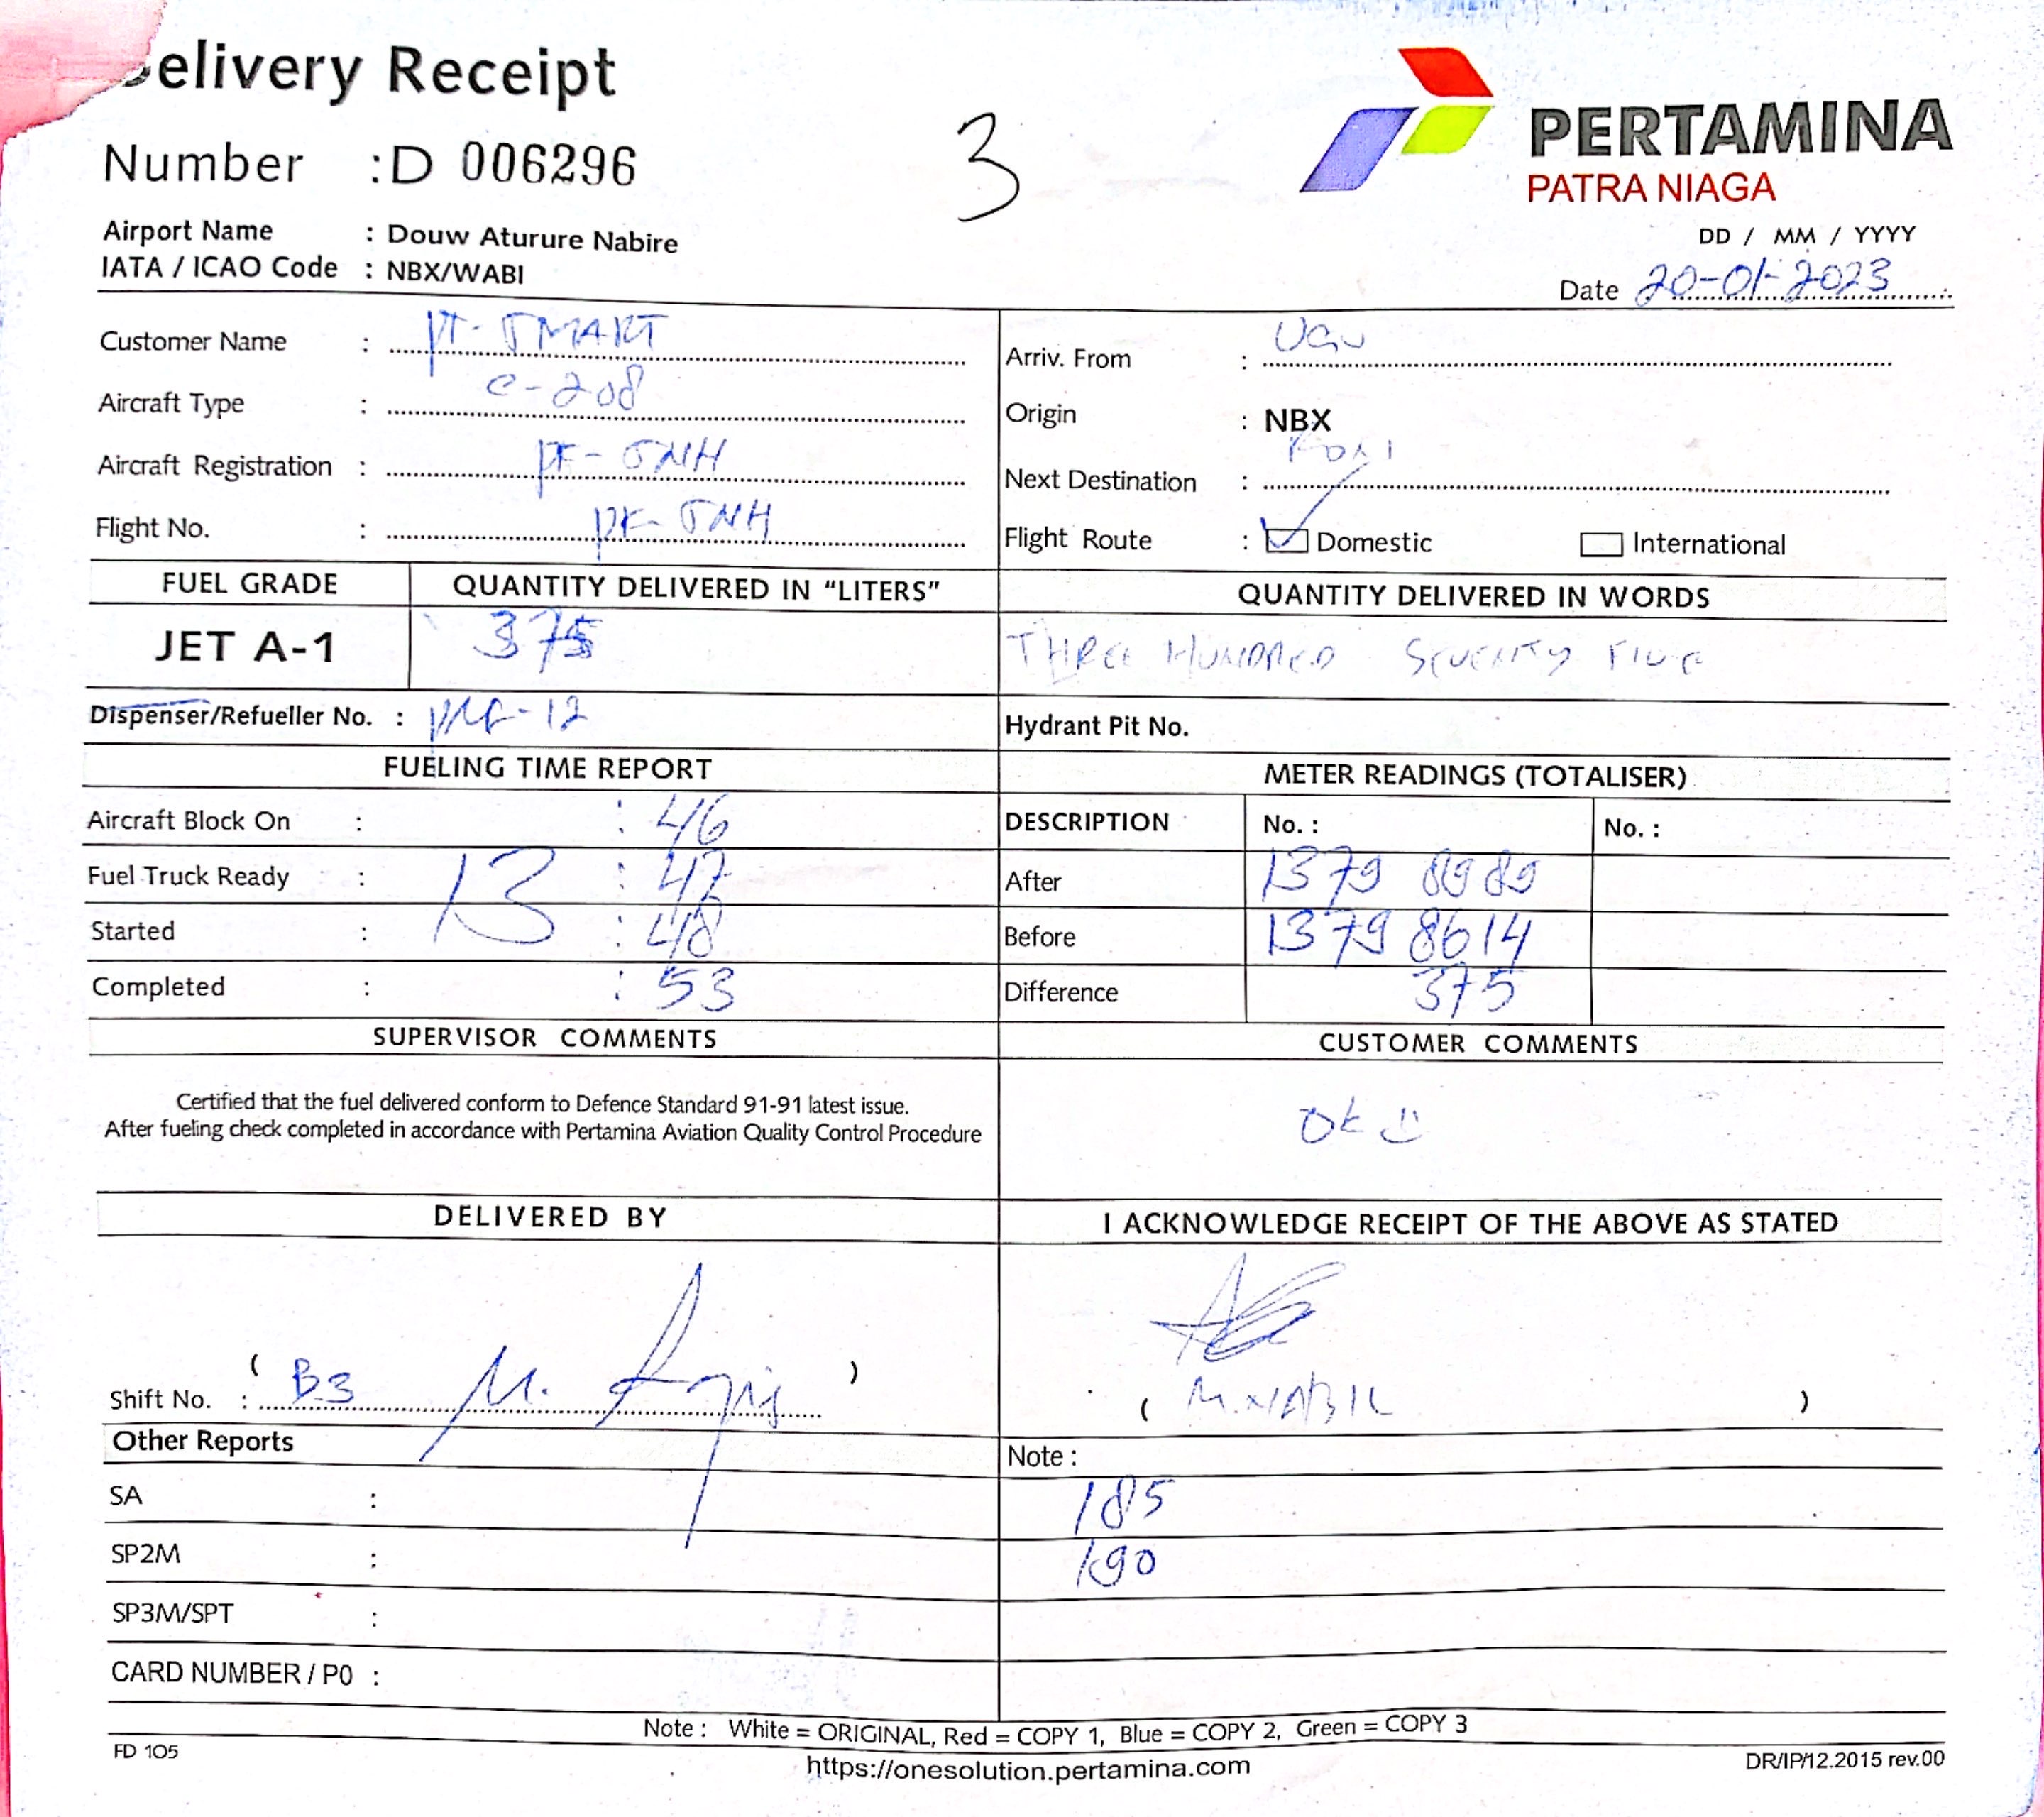 elivery Receipt
3
PERTAMINA
PATRA NIAGA
Number : D 006296
Airport Name : Douw Aturure Nabire
IATA / ICAO Code : NBX/WABI
DD / MM / YYYY
Date 20-01-2023
Customer Name : PT. SMART
Arriv. From :
Aircraft Type : C-208
Origin : NBX
Aircraft Registration : PK-SNH
Next Destination :
Flight No. : PK-SNH
Flight Route : Domestic International
FUEL GRADE QUANTITY DELIVERED IN "LITERS" QUANTITY DELIVERED IN WORDS
JET A-1 375 THREE HUNDRED SEVENTY FIVE
Dispenser/Refueller No. :
Hydrant Pit No.
FUELING TIME REPORT METER READINGS (TOTALISER)
Aircraft Block On : : 46 DESCRIPTION No. : No. :
Fuel Truck Ready : 13 : 47 After 1379 8989
Started : : 48 Before 1379 8614
Completed : : 53 Difference 375
SUPERVISOR COMMENTS CUSTOMER COMMENTS
Certified that the fuel delivered conform to Defence Standard 91-91 latest issue.
After fueling check completed in accordance with Pertamina Aviation Quality Control Procedure
OK
DELIVERED BY I ACKNOWLEDGE RECEIPT OF THE ABOVE AS STATED
Shift No. : ( B3 M. )
( M. NABIL )
Other Reports Note :
SA : 185
SP2M : 190
SP3M/SPT :
CARD NUMBER / P0 :
Note : White = ORIGINAL, Red = COPY 1, Blue = COPY 2, Green = COPY 3
FD 105 https://onesolution.pertamina.com DR/IP/12.2015 rev.00